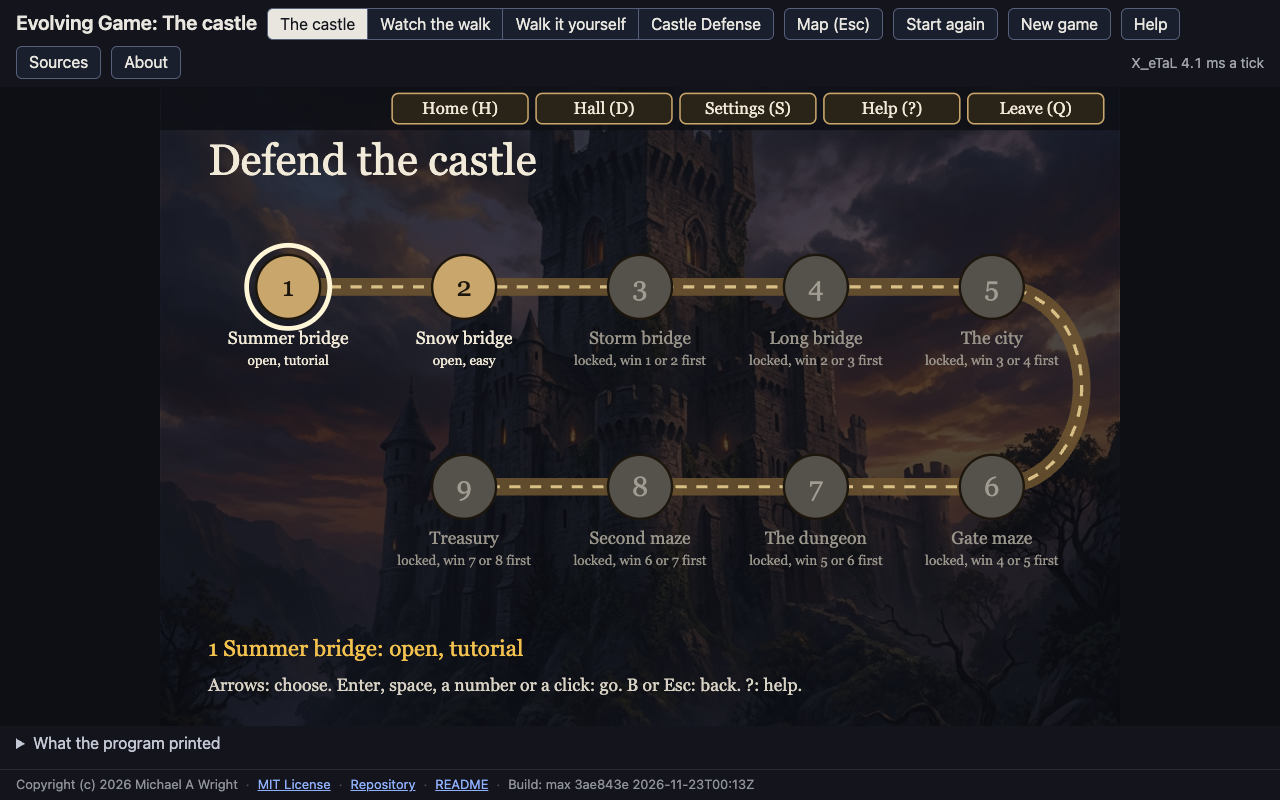 Evolving Game: The castle
The castle
Watch the walk
Walk it yourself
Castle Defense
Map (Esc)
Start again
New game
Help
Sources
About
X_eTaL 4.1 ms a tick
Home (H)
Hall (D)
Settings (S)
Help (?)
Leave (Q)
Defend the castle
1
2
3
4
5
Summer bridge
Snow bridge
Storm bridge
Long bridge
The city
open, tutorial
open, easy
locked, win 1 or 2 first
locked, win 2 or 3 first
locked, win 3 or 4 first
9
8
7
6
Treasury
Second maze
The dungeon
Gate maze
locked, win 7 or 8 first
locked, win 6 or 7 first
locked, win 5 or 6 first
locked, win 4 or 5 first
1 Summer bridge: open, tutorial
Arrows: choose. Enter, space, a number or a click: go. B or Esc: back. ?: help.
What the program printed
Copyright (c) 2026 Michael A Wright · MIT License · Repository · README · Build: max 3ae843e 2026-11-23T00:13Z